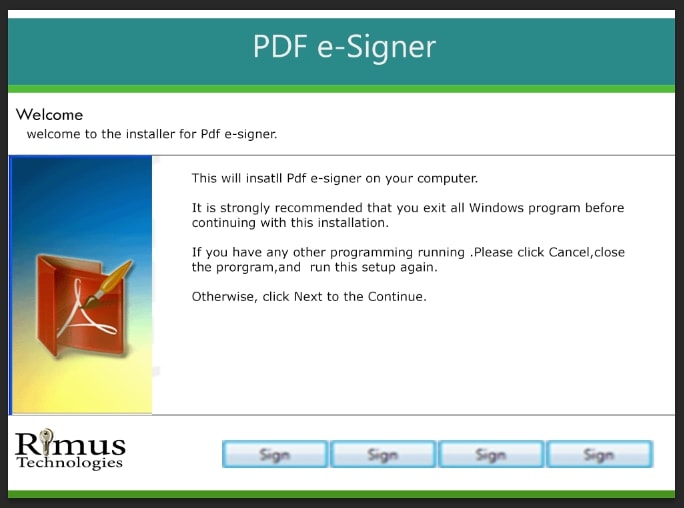 PDF e-Signer
Welcome
welcome to the installer for Pdf e-signer.
This will insatll Pdf e-signer on your computer.
It is strongly recommended that you exit all Windows program before
continuing with this installation.
If you have any other programming running .Please click Cancel,close
the prorgram,and run this setup again.
Otherwise, click Next to the Continue.
Rimus
Technologies
Sign Sign Sign Sign